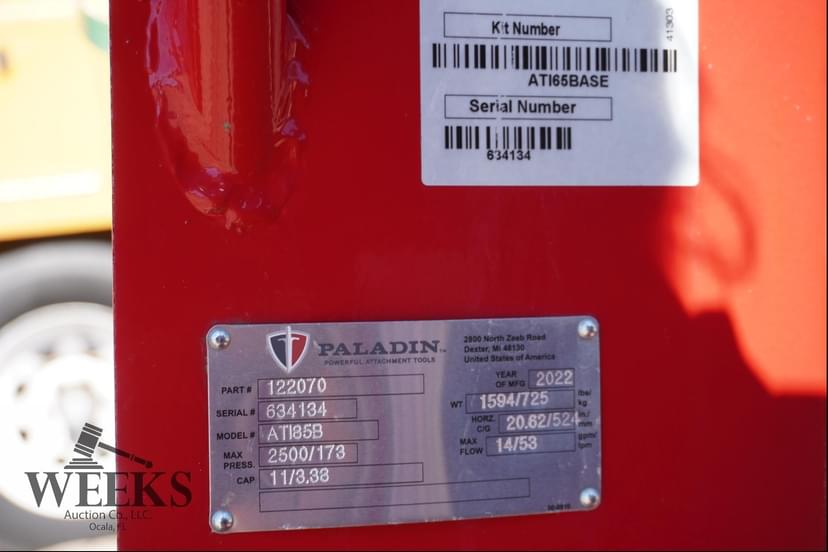 41303
Kit Number
ATI65BASE
Serial Number
634134
PALADIN™
POWERFUL ATTACHMENT TOOLS
2800 North Zeeb Road
Dexter, MI 48130
United States of America
PART # 122070
YEAR OF MFG 2022
SERIAL # 634134
WT 1594/725 lbs/kg
MODEL # ATI85B
HORZ. C/G 20.62/524 in/mm
MAX PRESS. 2500/173
MAX FLOW 14/53 gpm/lpm
CAP 11/3.38
WEEKS
Auction Co., LLC.
Ocala, FL